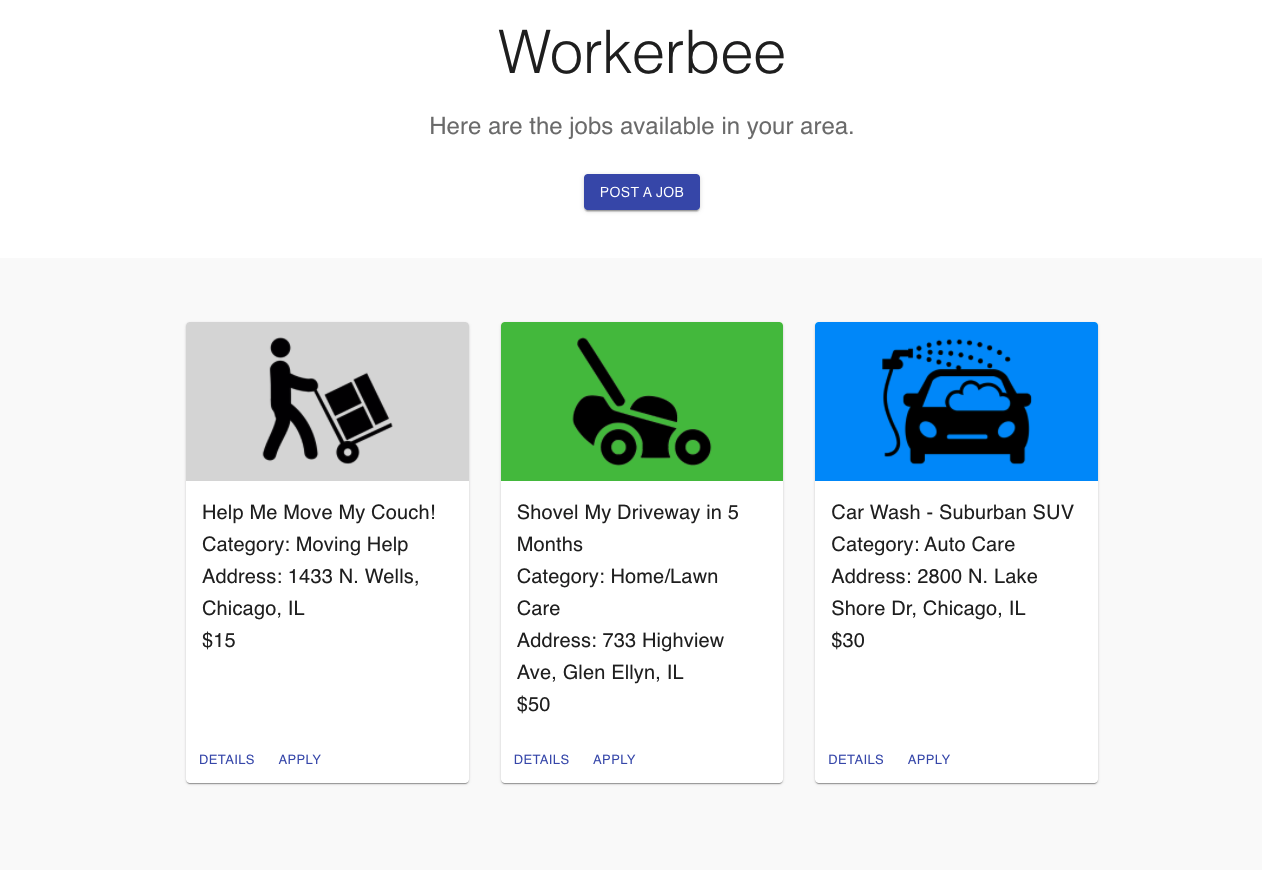 Workerbee
Here are the jobs available in your area.
POST A JOB
Help Me Move My Couch!
Category: Moving Help
Address: 1433 N. Wells,
Chicago, IL
$15
DETAILS APPLY
Shovel My Driveway in 5
Months
Category: Home/Lawn
Care
Address: 733 Highview
Ave, Glen Ellyn, IL
$50
DETAILS APPLY
Car Wash - Suburban SUV
Category: Auto Care
Address: 2800 N. Lake
Shore Dr, Chicago, IL
$30
DETAILS APPLY